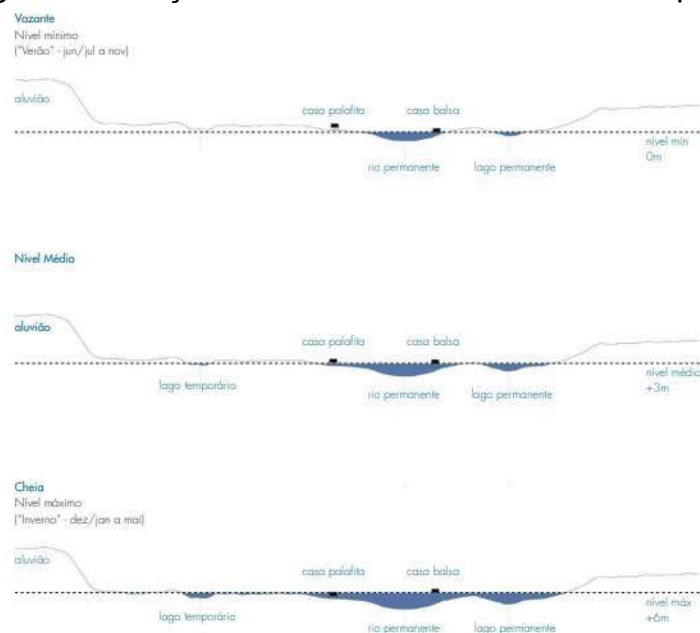 Vazante
Nível mínimo
("Verão" - jun/jul a nov)
aluvião
casa palafita
casa balsa
nível mín
0m
rio permanente
lago permanente
Nível Médio
aluvião
casa palafita
casa balsa
nível médio
+3m
lago temporário
rio permanente
lago permanente
Cheia
Nível máximo
("Inverno" - dez/jan a mai)
aluvião
casa palafita
casa balsa
nível máx
+6m
lago temporário
rio permanente
lago permanente